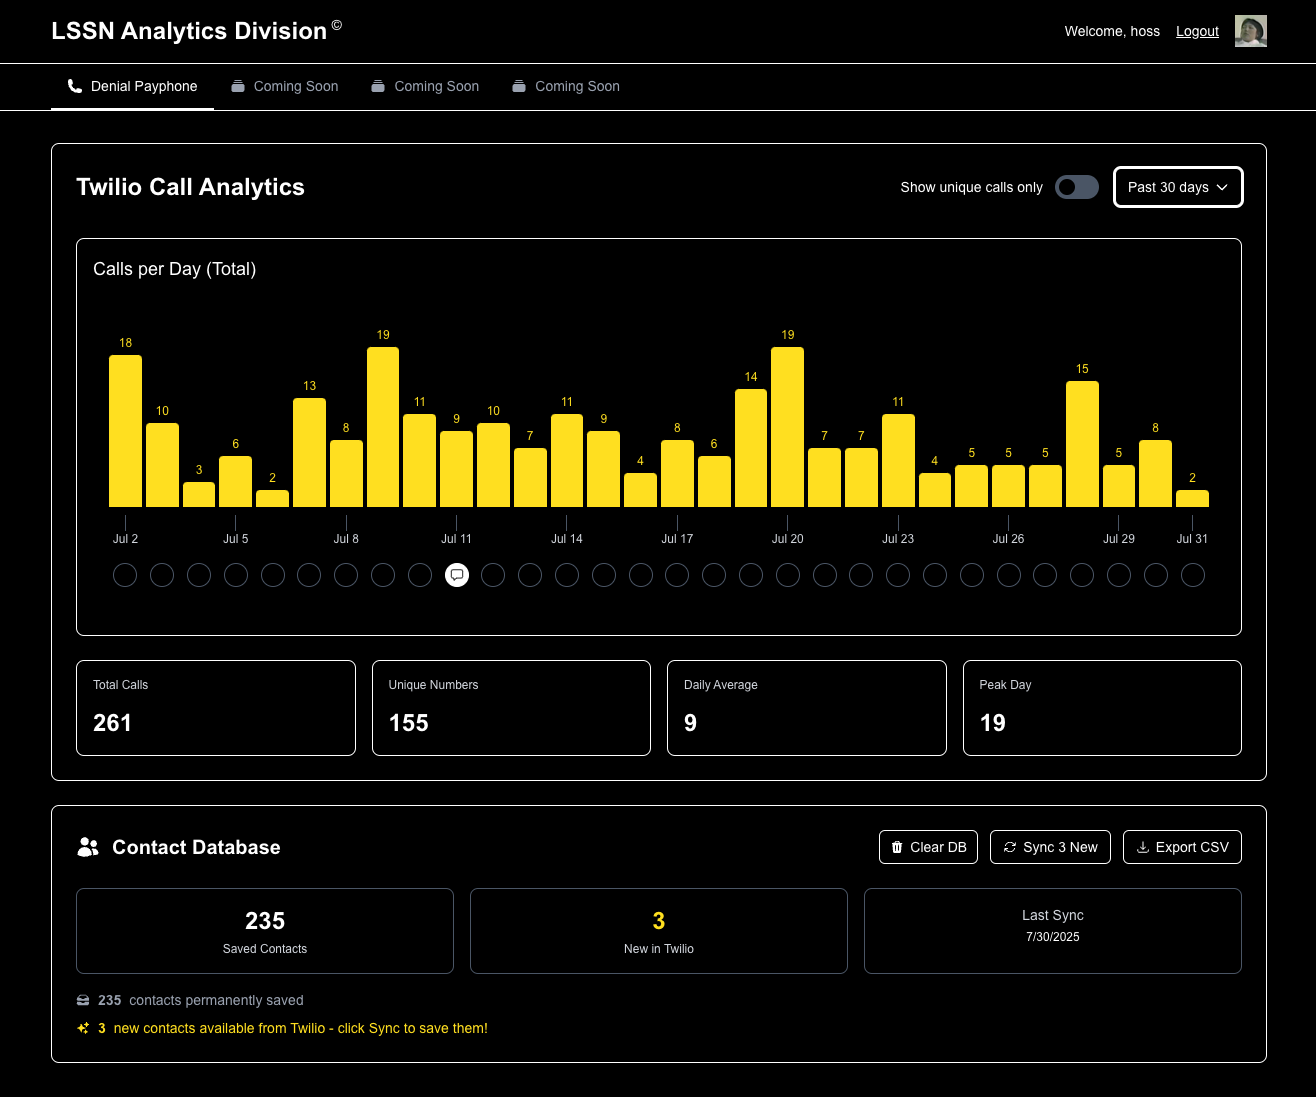 LSSN Analytics Division ©
Welcome, hoss Logout
Denial Payphone Coming Soon Coming Soon Coming Soon
Twilio Call Analytics
Show unique calls only Past 30 days
Calls per Day (Total)
18 10 3 6 2 13 8 19 11 9 10 7 11 9 4 8 6 14 19 7 7 11 4 5 5 5 15 5 8 2
Jul 2 Jul 5 Jul 8 Jul 11 Jul 14 Jul 17 Jul 20 Jul 23 Jul 26 Jul 29 Jul 31
Total Calls
261
Unique Numbers
155
Daily Average
9
Peak Day
19
Contact Database
Clear DB Sync 3 New Export CSV
235
Saved Contacts
3
New in Twilio
Last Sync
7/30/2025
235 contacts permanently saved
3 new contacts available from Twilio - click Sync to save them!